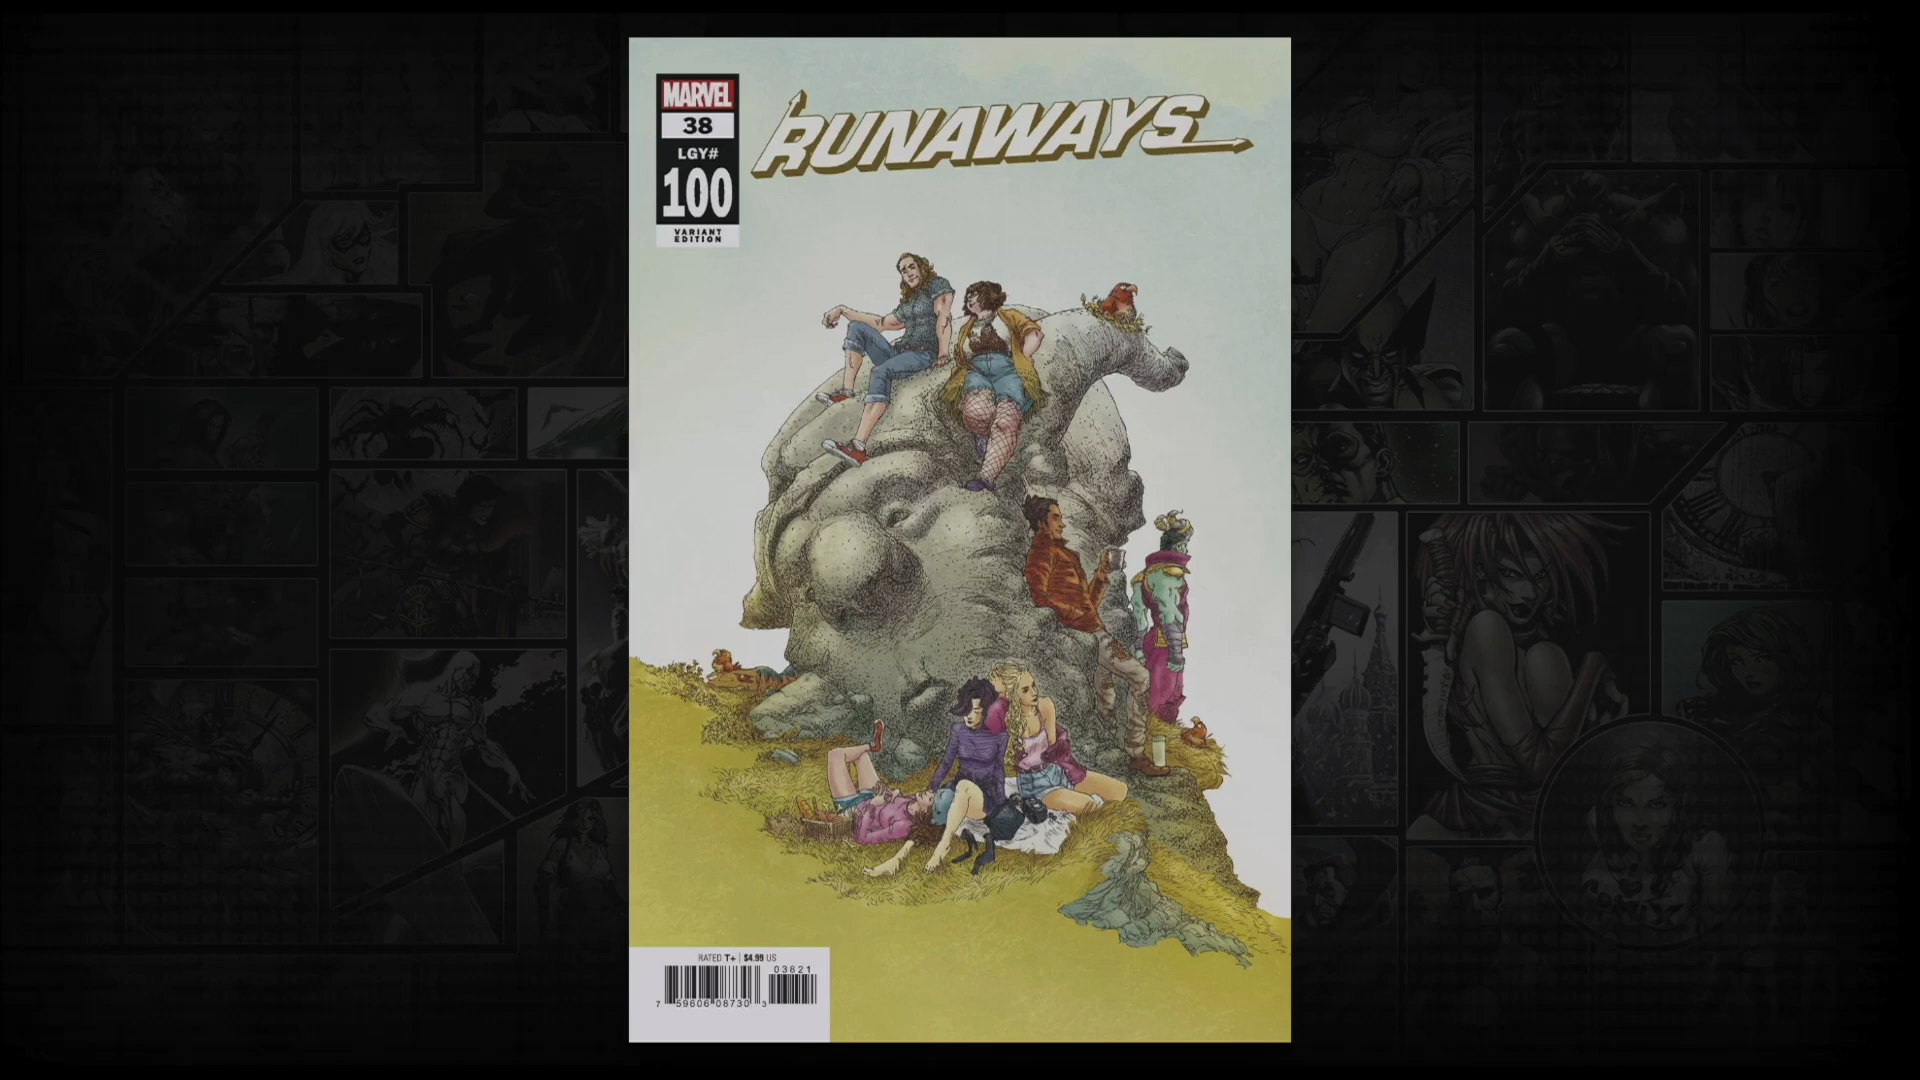 MARVEL
38
LGY#
100
VARIANT
EDITION
RUNAWAYS
RATED T+ | $4.99 US
03821
7 59606 08730 3